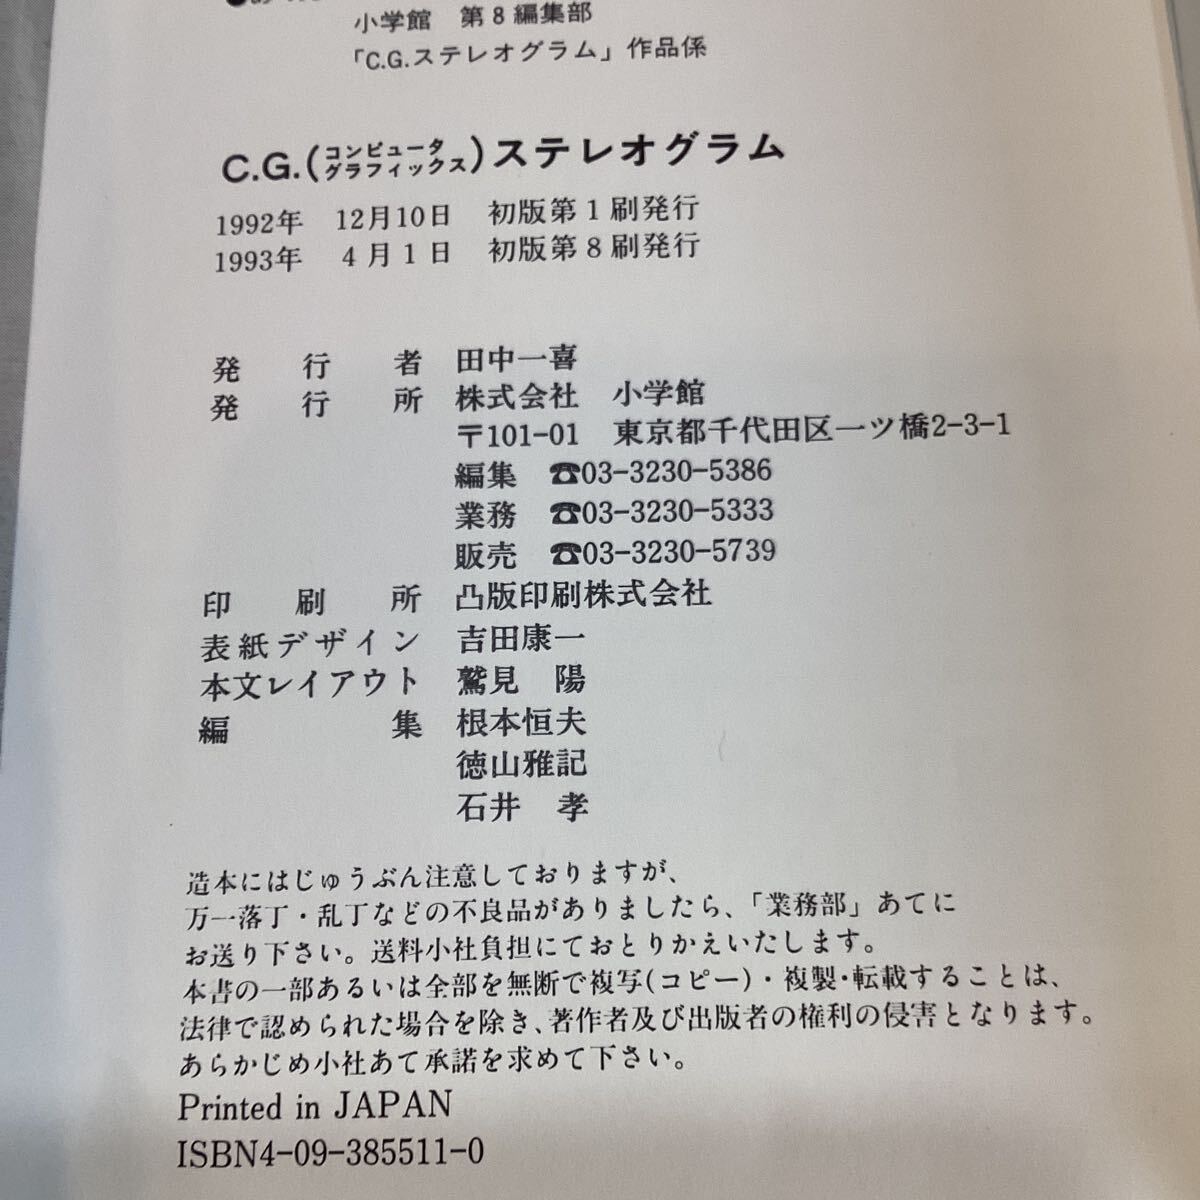 小学館　第8編集部
「C.G.ステレオグラム」作品係
C.G.(コンピュータグラフィックス)ステレオグラム
1992年　12月10日　初版第1刷発行
1993年　4月1日　初版第8刷発行
発行者　田中一喜
発行所　株式会社　小学館
〒101-01　東京都千代田区一ツ橋2-3-1
編集　☎03-3230-5386
業務　☎03-3230-5333
販売　☎03-3230-5739
印刷所　凸版印刷株式会社
表紙デザイン　吉田康一
本文レイアウト　鷲見　陽
編集　根本恒夫
徳山雅記
石井　孝
造本にはじゅうぶん注意しておりますが、
万一落丁・乱丁などの不良品がありましたら、「業務部」あてに
お送り下さい。送料小社負担にておとりかえいたします。
本書の一部あるいは全部を無断で複写(コピー)・複製・転載することは、
法律で認められた場合を除き、著作者及び出版者の権利の侵害となります。
あらかじめ小社あて承諾を求めて下さい。
Printed in JAPAN
ISBN4-09-385511-0